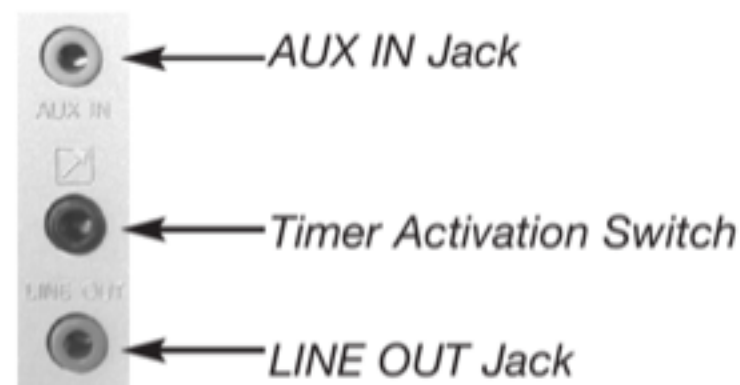 AUX IN Jack
AUX IN
Timer Activation Switch
LINE OUT
LINE OUT Jack